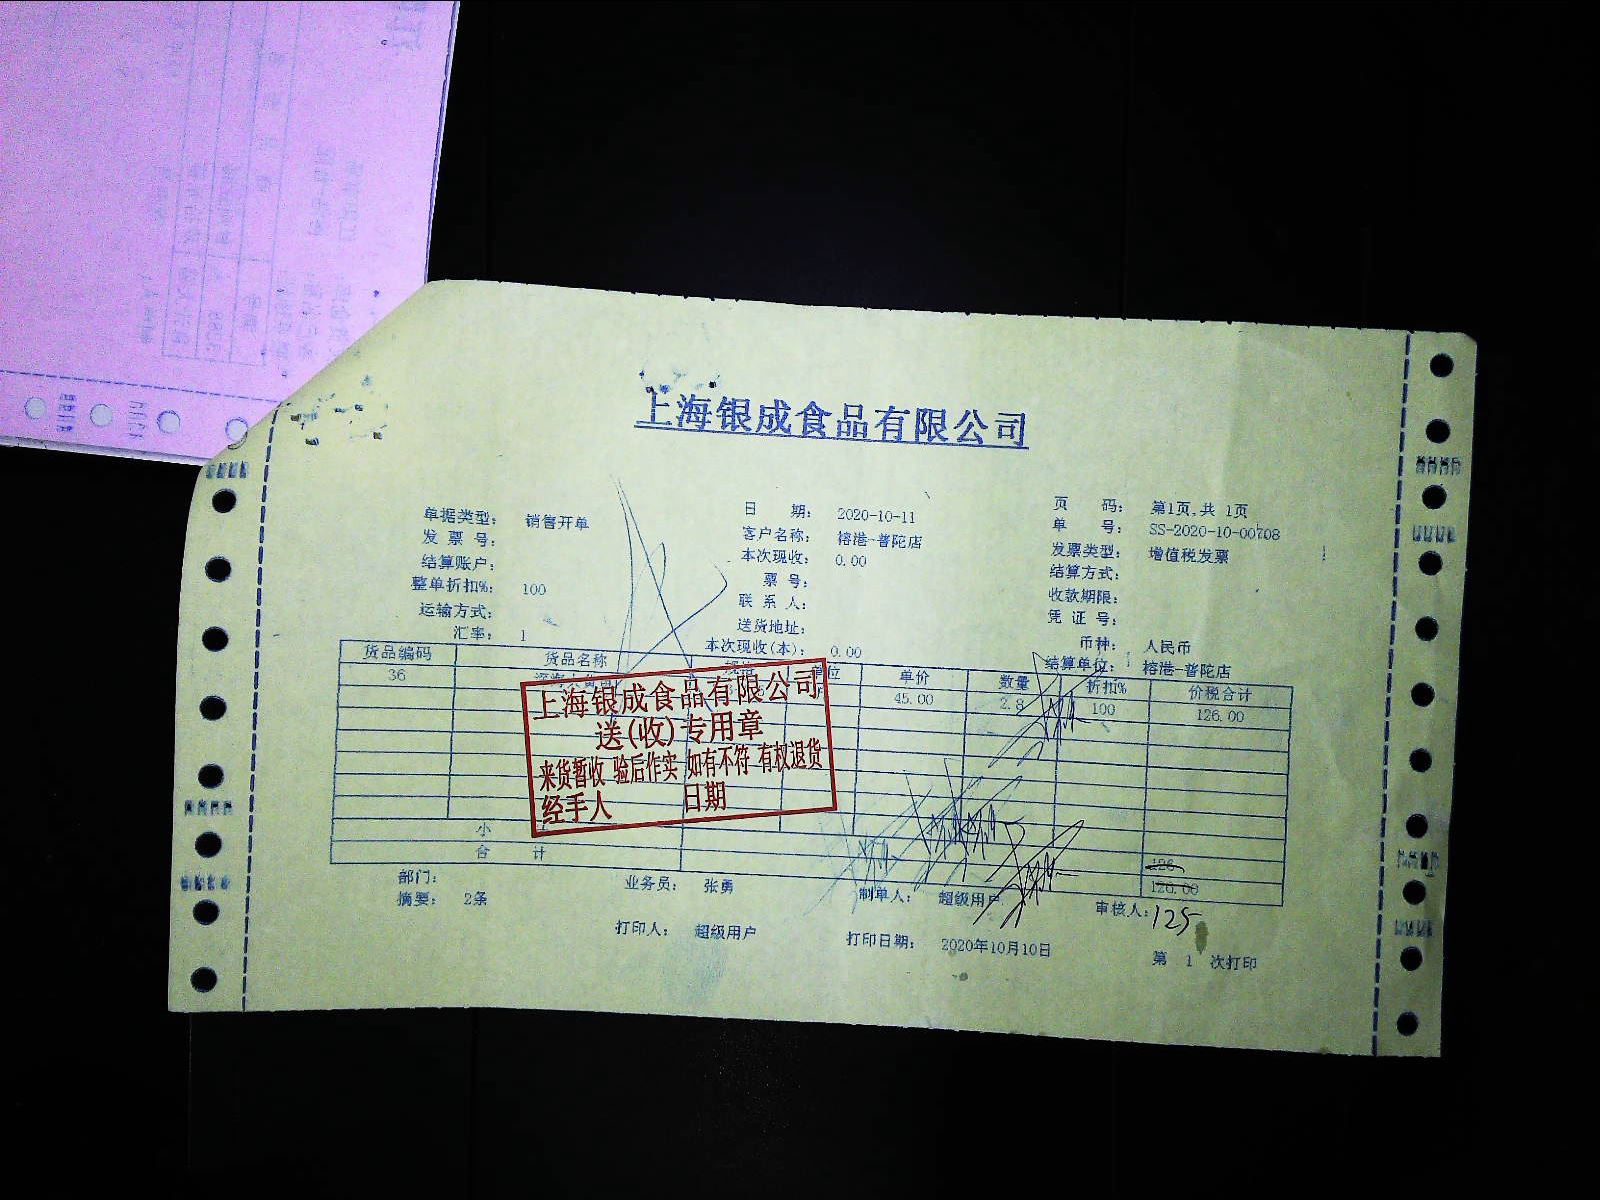 上海银成食品有限公司
单据类型: 销售开单
日 期: 2020-10-11
页 码: 第1页,共 1页
发 票 号:
客户名称: 榕港-普陀店
单 号: SS-2020-10-00708
结算账户:
本次现收: 0.00
发票类型: 增值税发票
整单折扣%: 100
票 号:
结算方式:
运输方式:
联 系 人:
收款期限:
汇率: 1
送货地址:
凭 证 号:
本次现收(本): 0.00
币种: 人民币
结算单位: 榕港-普陀店
货品编码 货品名称 规格 单位 单价 数量 折扣% 价税合计
36 45.00 2.8 100 126.00
上海银成食品有限公司
送(收)专用章
来货暂收 验后作实 如有不符 有权退货
经手人 日期
小
合 计
126
126.00
部门:
业务员: 张勇
制单人: 超级用户
审核人: 125
摘要: 2条
打印人: 超级用户
打印日期: 2020年10月10日
第 1 次打印